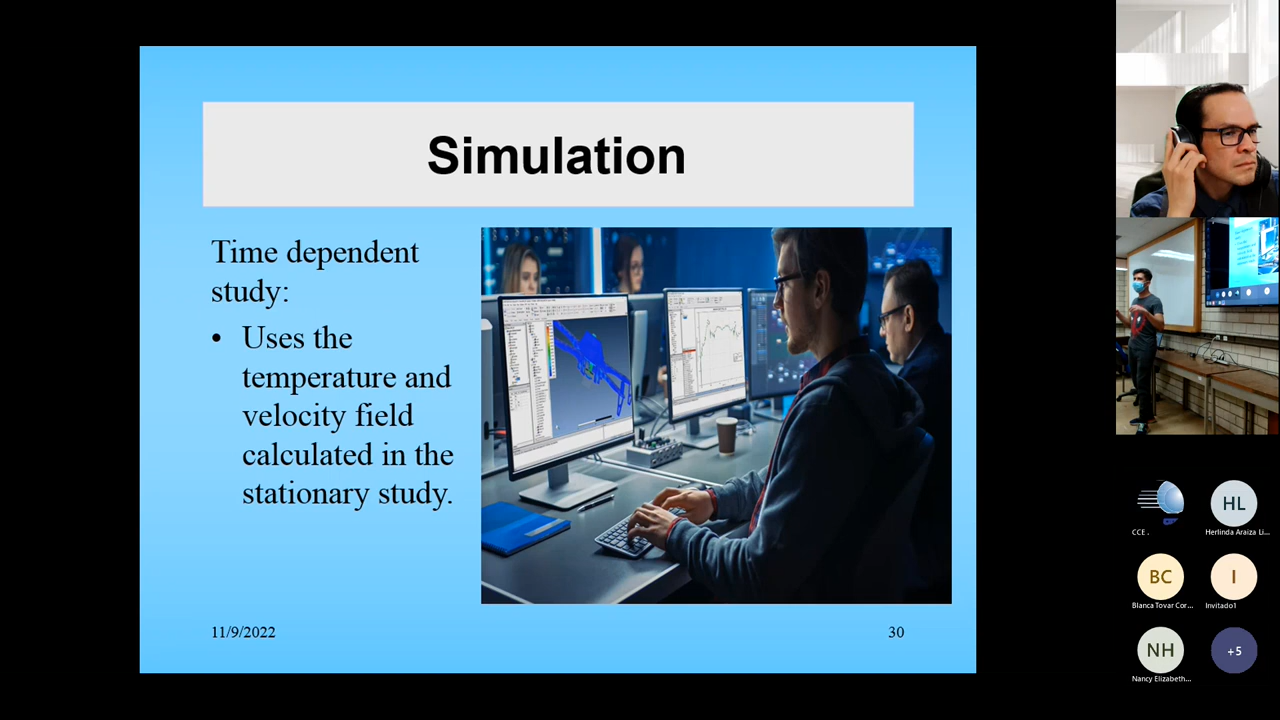 Simulation
Time dependent
study:
• Uses the
temperature and
velocity field
calculated in the
stationary study.
11/9/2022
30
CCE .
HL
Herlinda Araiza Li...
BC
Blanca Tovar Cor...
I
Invitado1
NH
Nancy Elizabeth...
+5